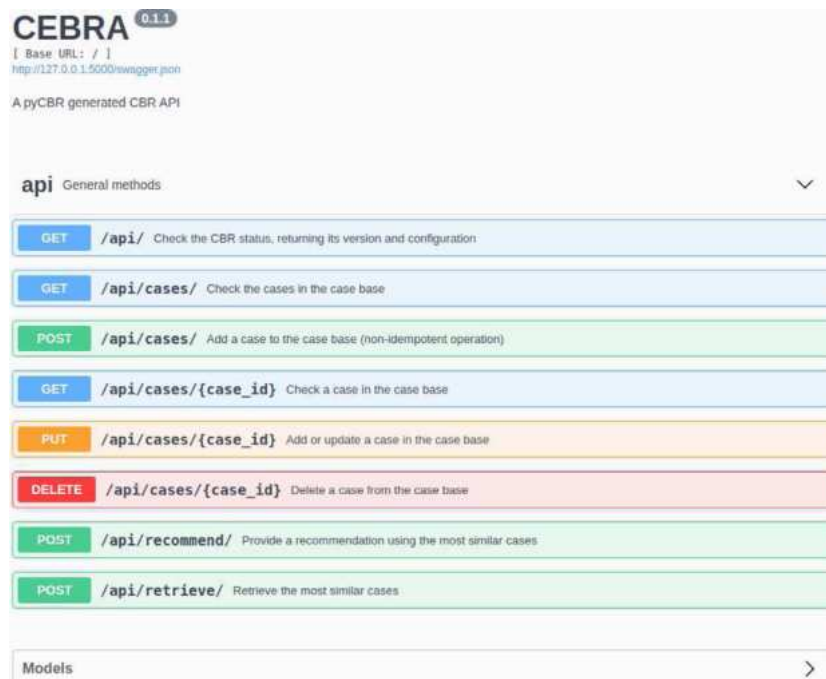 CEBRA 0.1.1
[ Base URL: / ]
http://127.0.0.1:5000/swagger.json
A pyCBR generated CBR API
api General methods
GET /api/ Check the CBR status, returning its version and configuration
GET /api/cases/ Check the cases in the case base
POST /api/cases/ Add a case to the case base (non-idempotent operation)
GET /api/cases/{case_id} Check a case in the case base
PUT /api/cases/{case_id} Add or update a case in the case base
DELETE /api/cases/{case_id} Delete a case from the case base
POST /api/recommend/ Provide a recommendation using the most similar cases
POST /api/retrieve/ Retrieve the most similar cases
Models